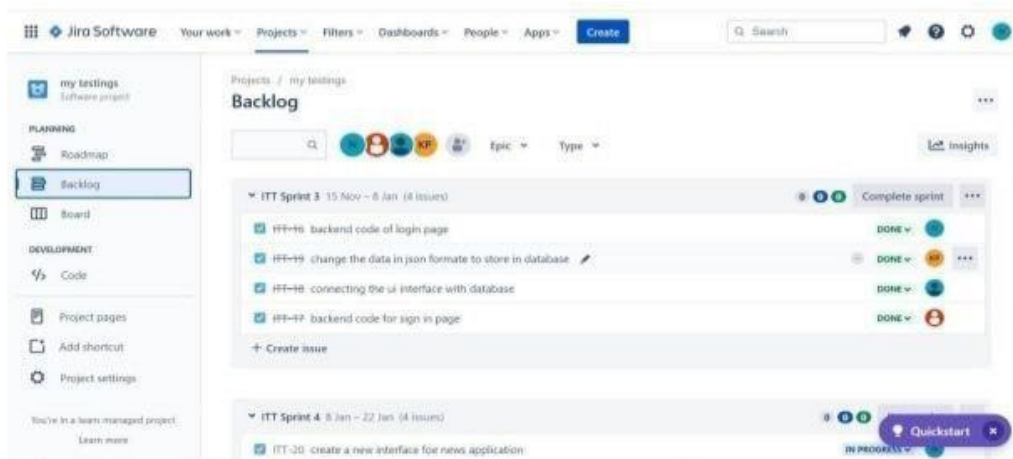 Jira Software Your work Projects Filters Dashboards People Apps Create Search
my testings
Software project
PLANNING
Roadmap
Backlog
Board
DEVELOPMENT
Code
Project pages
Add shortcut
Project settings
You're in a team-managed project
Learn more
Projects / my testings
Backlog
KP Epic Type Insights
ITT Sprint 3 15 Nov – 8 Jan (4 issues) 0 0 0 Complete sprint
ITT-16 backend code of login page DONE
ITT-19 change the data in json formate to store in database DONE KP
ITT-18 connecting the ui interface with database DONE
ITT-17 backend code for sign in page DONE
+ Create issue
ITT Sprint 4 8 Jan – 22 Jan (4 issues) 0 0
Quickstart
ITT-20 create a new interface foe news application IN PROGRESS